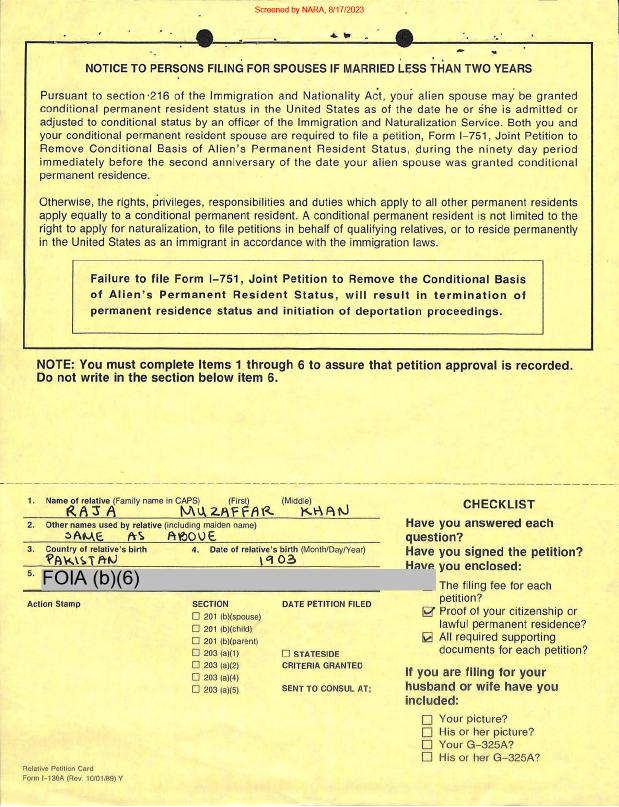 Screened by NARA, 8/17/2023
NOTICE TO PERSONS FILING FOR SPOUSES IF MARRIED LESS THAN TWO YEARS
Pursuant to section 216 of the Immigration and Nationality Act, your alien spouse may be granted
conditional permanent resident status in the United States as of the date he or she is admitted or
adjusted to conditional status by an officer of the Immigration and Naturalization Service. Both you and
your conditional permanent resident spouse are required to file a petition, Form I–751, Joint Petition to
Remove Conditional Basis of Alien's Permanent Resident Status, during the ninety day period
immediately before the second anniversary of the date your alien spouse was granted conditional
permanent residence.
Otherwise, the rights, privileges, responsibilities and duties which apply to all other permanent residents
apply equally to a conditional permanent resident. A conditional permanent resident is not limited to the
right to apply for naturalization, to file petitions in behalf of qualifying relatives, or to reside permanently
in the United States as an immigrant in accordance with the immigration laws.
Failure to file Form I–751, Joint Petition to Remove the Conditional Basis
of Alien's Permanent Resident Status, will result in termination of
permanent residence status and initiation of deportation proceedings.
NOTE: You must complete Items 1 through 6 to assure that petition approval is recorded.
Do not write in the section below item 6.
1. Name of relative (Family name in CAPS) (First) (Middle)
RAJA MUZAFFAR KHAN
2. Other names used by relative (including maiden name)
SAME AS ABOVE
3. Country of relative's birth 4. Date of relative's birth (Month/Day/Year)
PAKISTAN 1903
5. FOIA (b)(6)
Action Stamp SECTION DATE PETITION FILED
201 (b)(spouse)
201 (b)(child)
201 (b)(parent)
203 (a)(1) STATESIDE
203 (a)(2) CRITERIA GRANTED
203 (a)(4)
203 (a)(5) SENT TO CONSUL AT;
CHECKLIST
Have you answered each
question?
Have you signed the petition?
Have you enclosed:
The filing fee for each
petition?
Proof of your citizenship or
lawful permanent residence?
All required supporting
documents for each petition?
If you are filing for your
husband or wife have you
included:
Your picture?
His or her picture?
Your G–325A?
His or her G–325A?
Relative Petition Card
Form I–130A (Rev. 10/01/89) Y